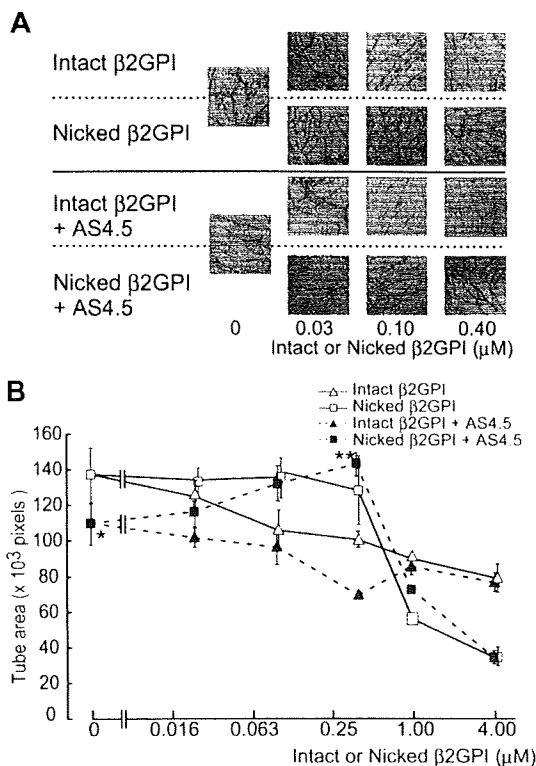 A
Intact β2GPI
Nicked β2GPI
Intact β2GPI
+ AS4.5
Nicked β2GPI
+ AS4.5
0 0.03 0.10 0.40
Intact or Nicked β2GPI (μM)
B
Intact β2GPI
Nicked β2GPI
Intact β2GPI + AS4.5
Nicked β2GPI + AS4.5
Tube area (x 10³ pixels)
160
140
120
100
80
60
40
20
0
**
*
0 0.016 0.063 0.25 1.00 4.00
Intact or Nicked β2GPI (μM)